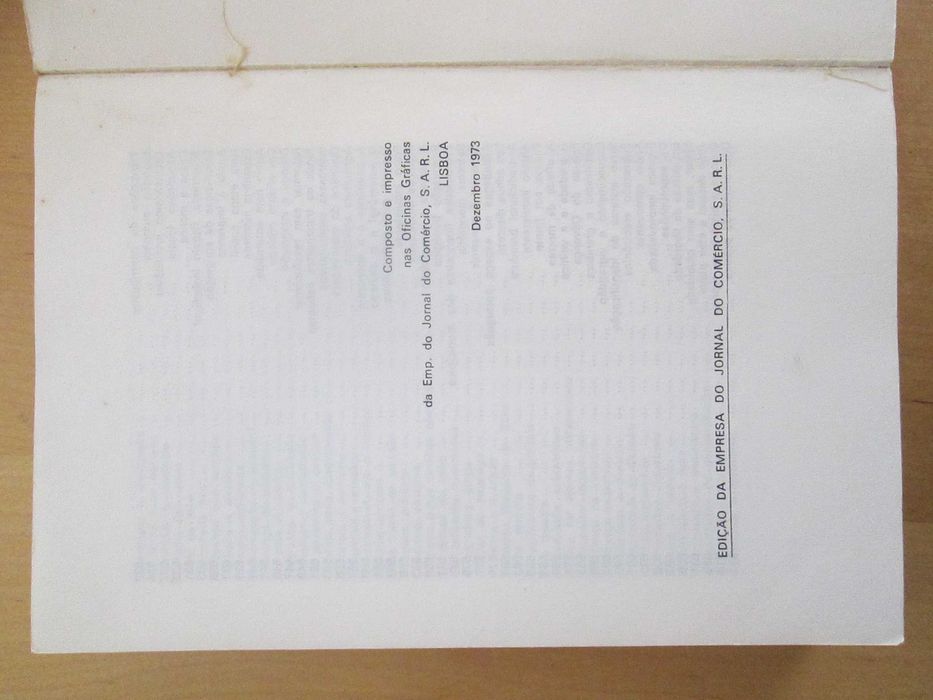 Composto e impresso
nas Oficinas Gráficas
da Emp. do Jornal do Comércio, S. A. R. L.
LISBOA
Dezembro 1973
EDIÇÃO DA EMPRESA DO JORNAL DO COMÉRCIO, S. A. R. L.